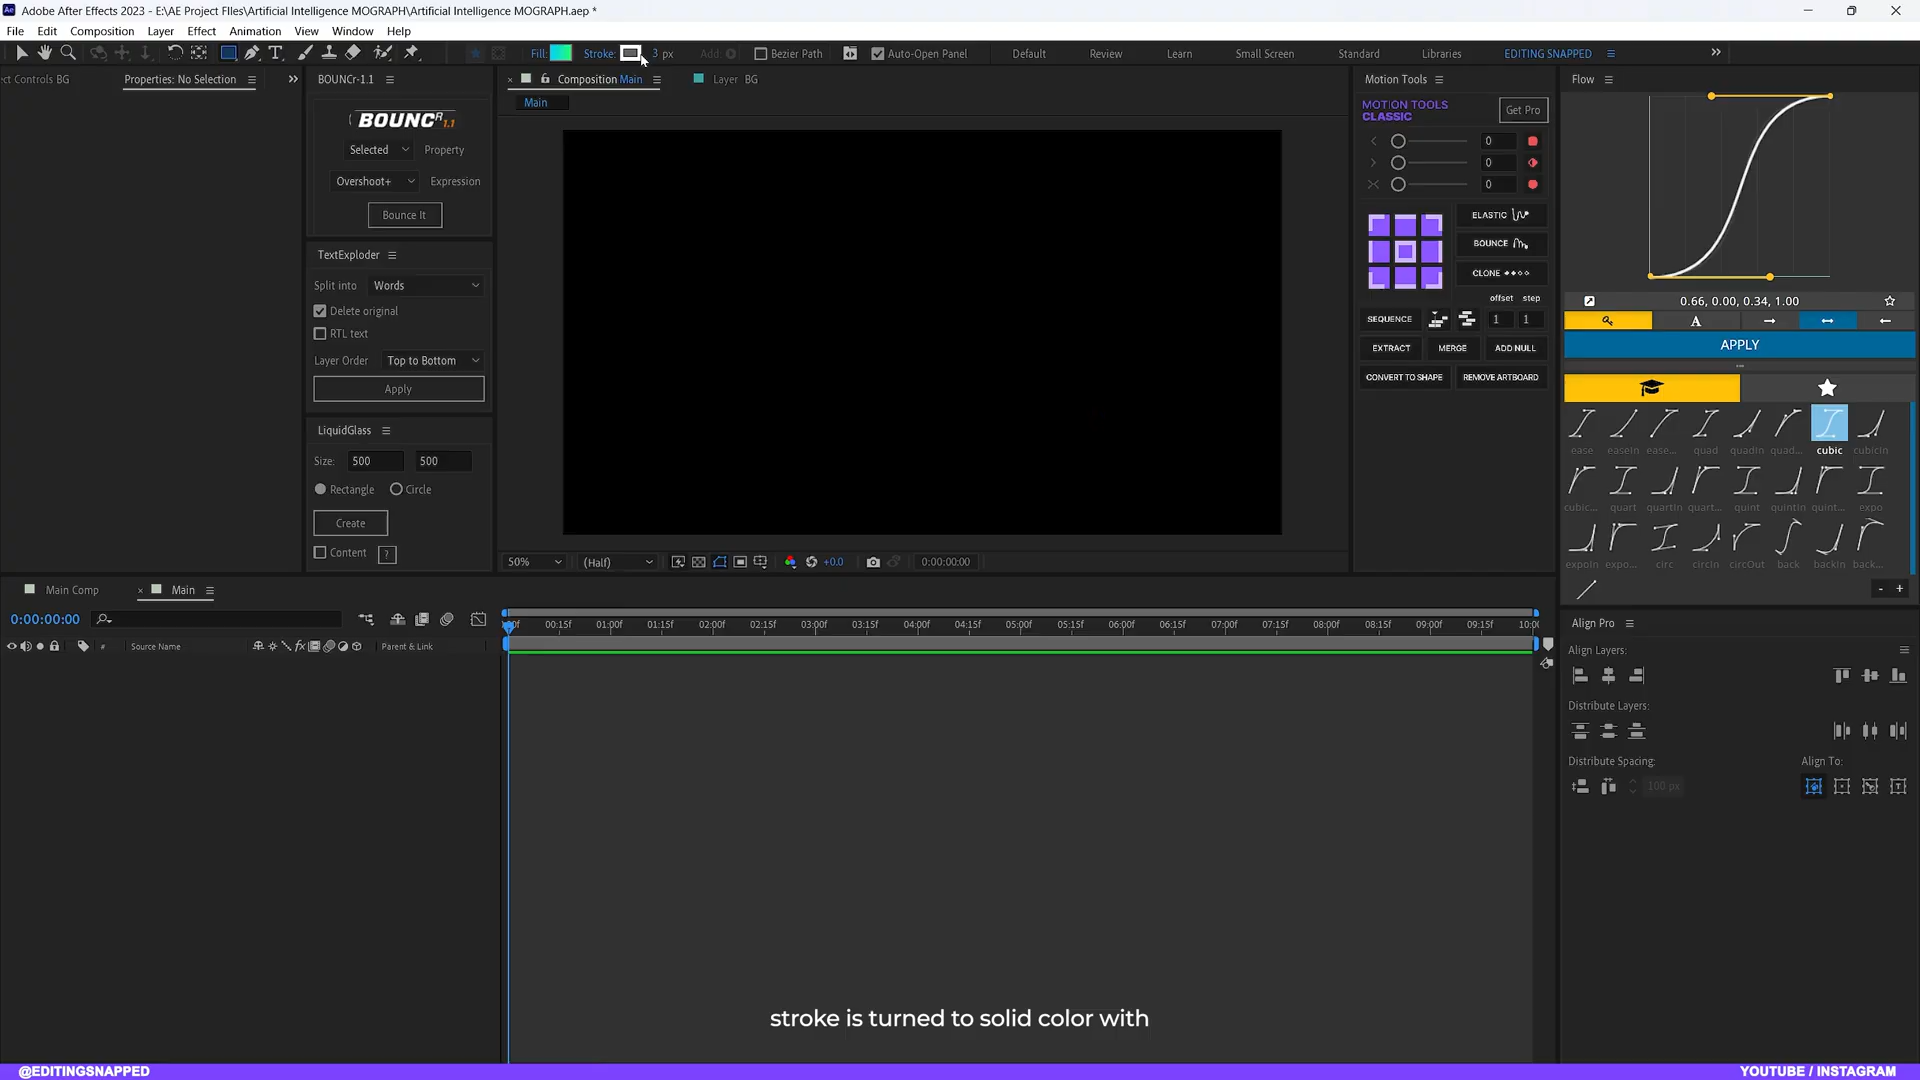 Adobe After Effects 2023 - E:\AE Project FIles\Artificial Intelligence MOGRAPH\Artificial Intelligence MOGRAPH.aep *
File Edit Composition Layer Effect Animation View Window Help
Fill: Stroke: 3 px Add: Bezier Path Auto-Open Panel Default Review Learn Small Screen Standard Libraries EDITING SNAPPED
ect Controls BG Properties: No Selection BOUNCr-1.1 Composition Main Layer BG Motion Tools Flow
Main
BOUNCR 1.1
Selected Property
Overshoot+ Expression
Bounce It
TextExploder
Split into Words
Delete original
RTL text
Layer Order Top to Bottom
Apply
LiquidGlass
Size: 500 500
Rectangle Circle
Create
Content ?
50% (Half) +0.0 0:00:00:00
MOTION TOOLS
CLASSIC
Get Pro
0
0
0
ELASTIC
BOUNCE
CLONE
offset step
SEQUENCE 1 1
EXTRACT MERGE ADD NULL
CONVERT TO SHAPE REMOVE ARTBOARD
0.66, 0.00, 0.34, 1.00
A
APPLY
ease easeIn ease... quad quadIn quad... cubic cubicIn
cubic... quart quartIn quart... quint quintIn quint... expo
expoIn expo... circ circIn circOut back backIn back...
- +
Align Pro
Align Layers:
Distribute Layers:
Distribute Spacing: Align To:
100 px
Main Comp Main
0:00:00:00
# Source Name Parent & Link
00:15f 01:00f 01:15f 02:00f 02:15f 03:00f 03:15f 04:00f 04:15f 05:00f 05:15f 06:00f 06:15f 07:00f 07:15f 08:00f 08:15f 09:00f 09:15f 10:00
stroke is turned to solid color with
@EDITINGSNAPPED YOUTUBE / INSTAGRAM